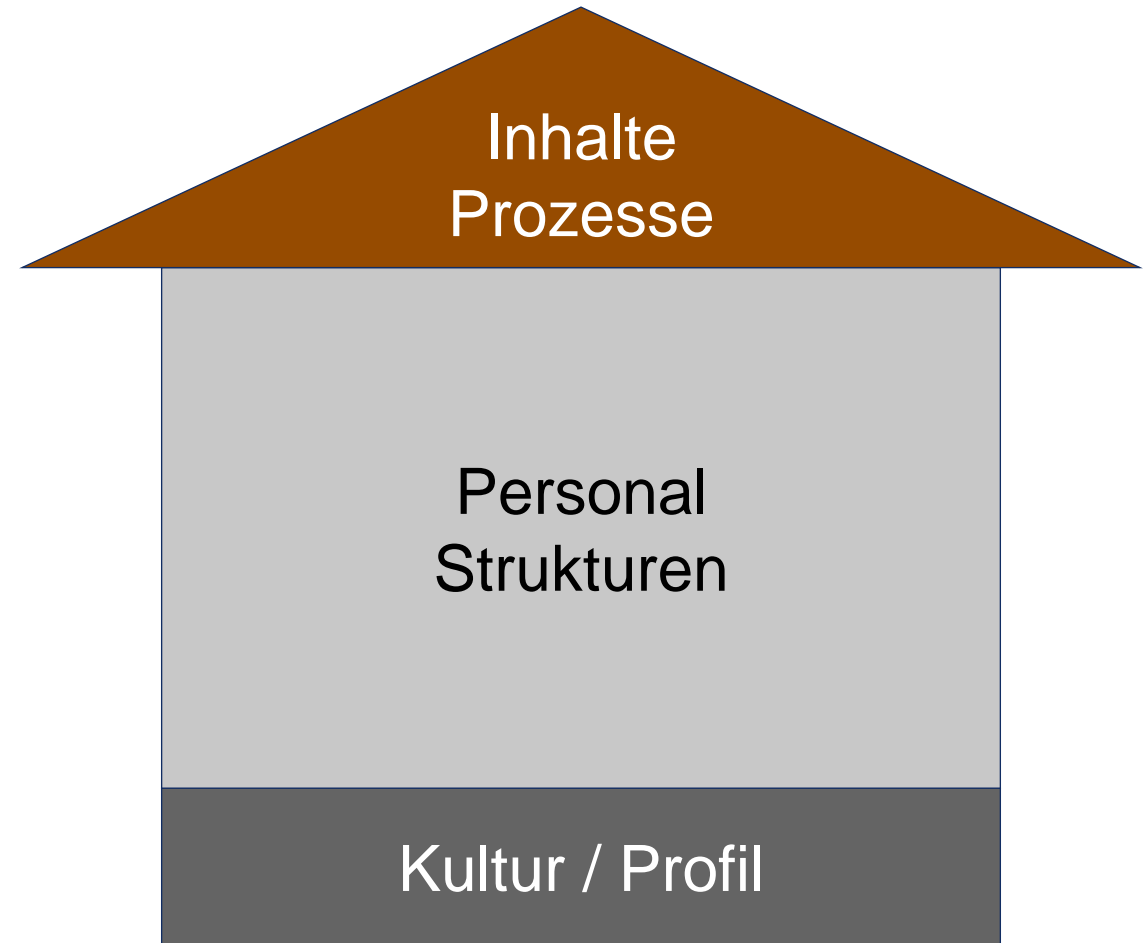 Inhalte
Prozesse
Personal
Strukturen
Kultur / Profil